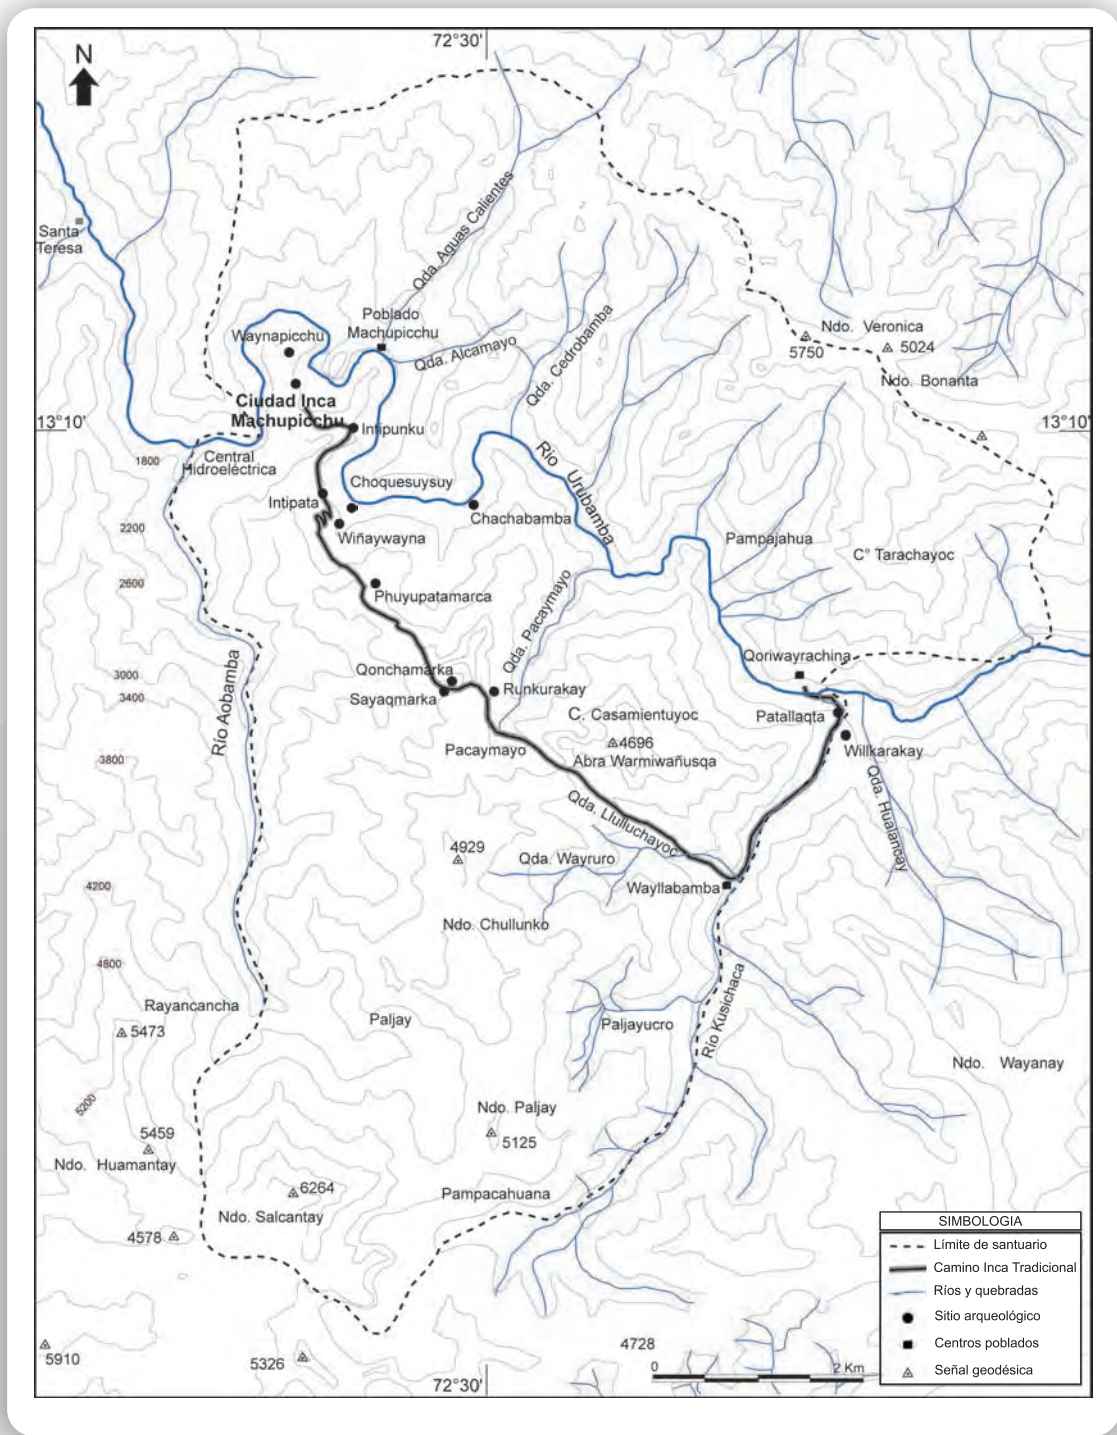 72°30'
N
Santa
Teresa
Qda. Aguas Calientes
Poblado
Machupicchu
Waynapicchu
Qda. Alcamayo
Qda. Cedrobamba
Ndo. Veronica
5750
5024
Ndo. Bonanta
Ciudad Inca
Machupicchu
13°10'
13°10'
Intipunku
Central
Hidroeléctrica
1800
Río Urubamba
Choquesuysuy
Intipata
Chachabamba
2200
Wiñaywayna
Pampajahua
C° Tarachayoc
2600
Phuyupatamarca
Qda. Pacaymayo
Qoriwayrachina
3000
3400
Qonchamarka
Sayaqmarka
Runkurakay
Río Aobamba
C. Casamientuyoc
Patallaqta
4696
Pacaymayo
Abra Warmiwañusqa
Willkarakay
3800
Qda. Llulluchayoc
Qda. Hualancay
4929
Qda. Wayruro
4200
Wayllabamba
Ndo. Chullunko
4800
Rayancancha
5473
Paljay
Paljayucro
Río Kusichaca
Ndo. Wayanay
5200
Ndo. Paljay
5125
5459
Ndo. Huamantay
6264
Pampacahuana
Ndo. Salcantay
4578
5910
5326
4728
0 2 Km
72°30'
SIMBOLOGIA
Límite de santuario
Camino Inca Tradicional
Ríos y quebradas
Sitio arqueológico
Centros poblados
Señal geodésica